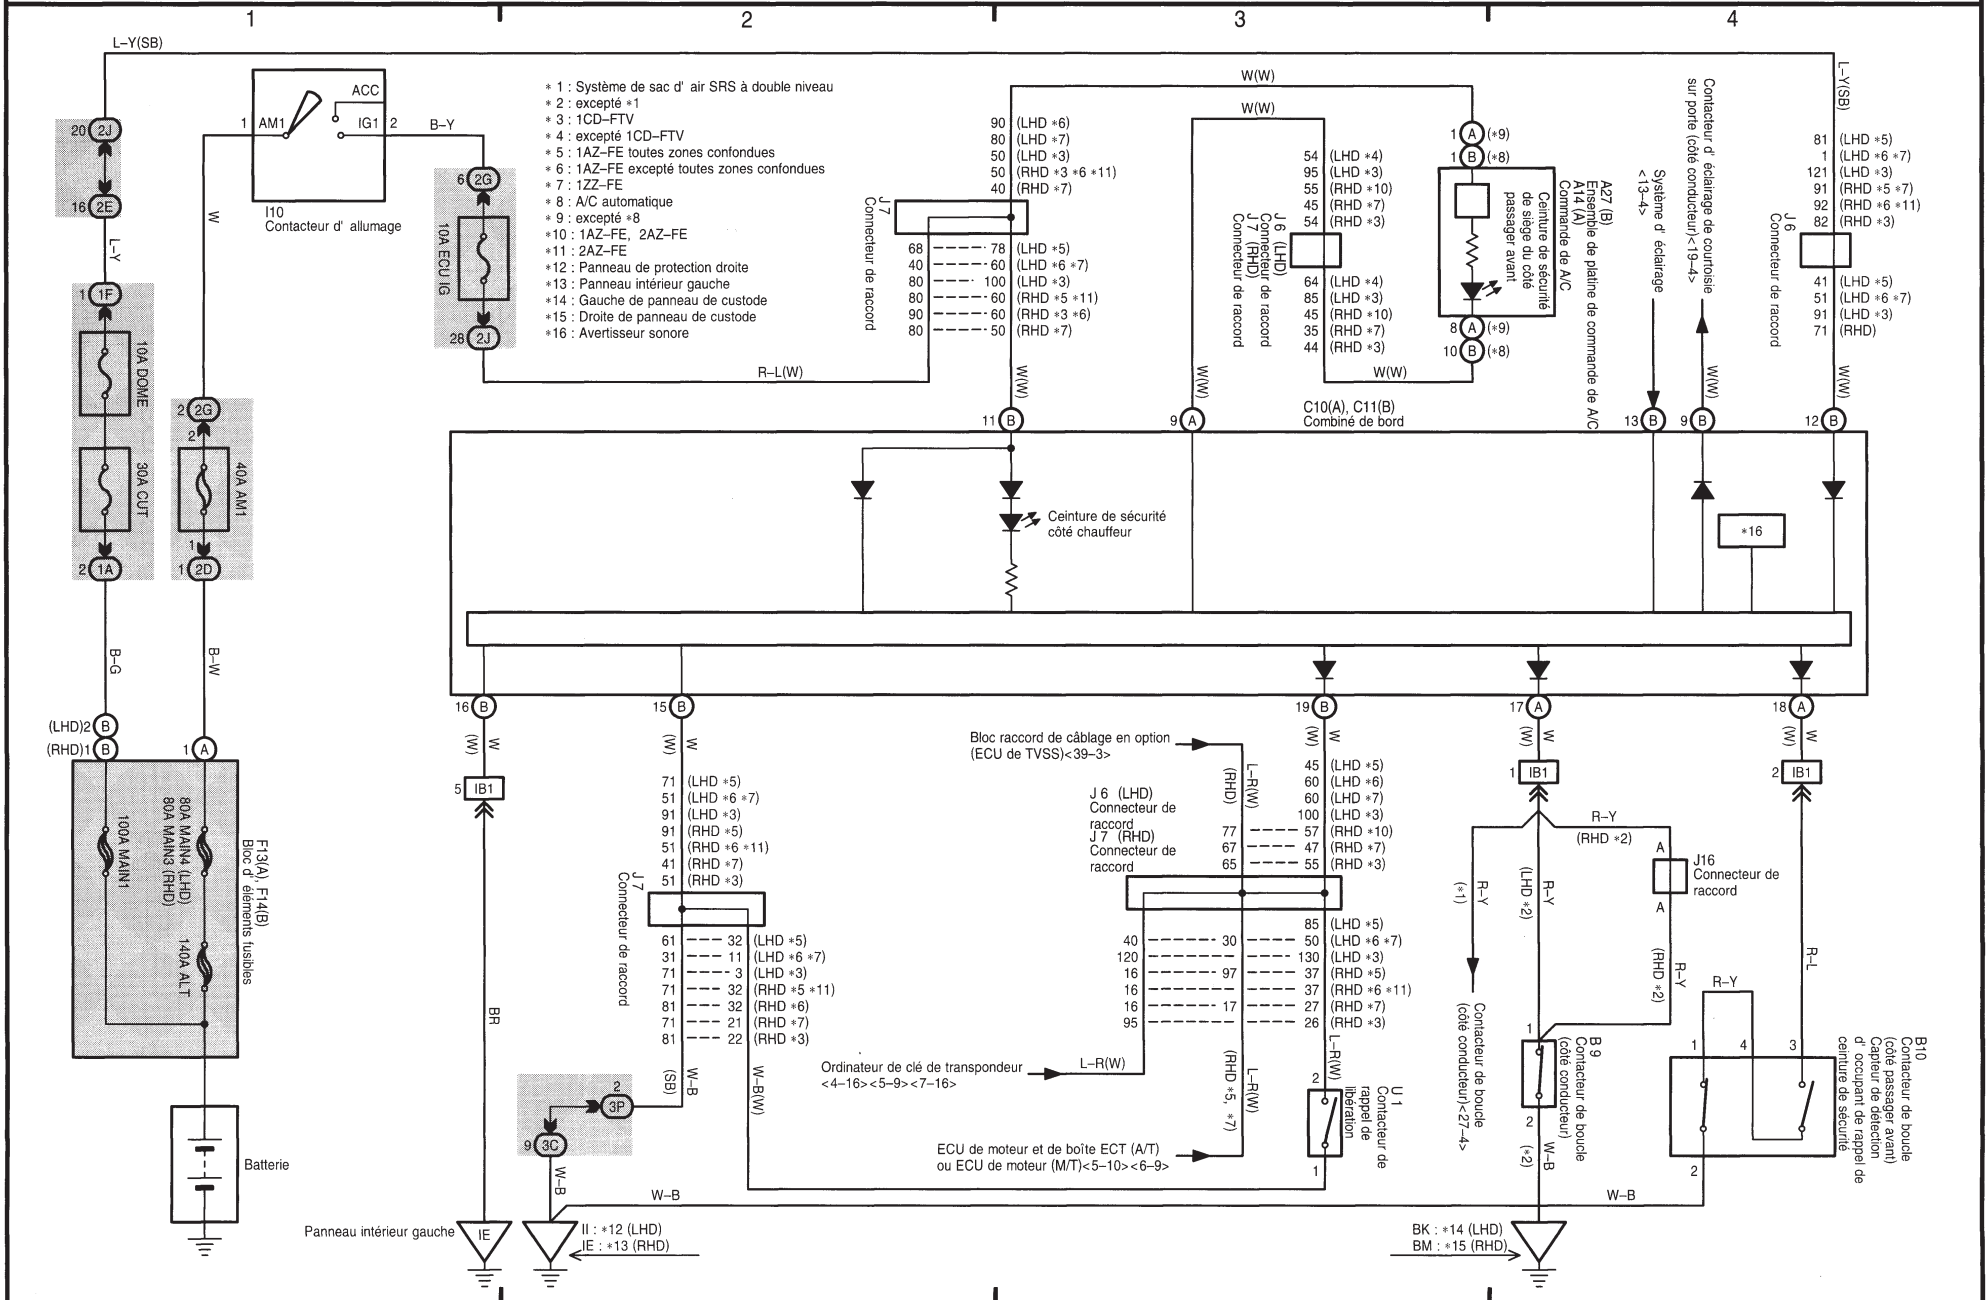 1 2 3 4
L–Y(SB)
20 2J
16 2E
L–Y
1 1F
10A DOME
30A CUT
2 1A
B–G
(LHD)2 B
(RHD)1 B
1 A
W
1 AM1
ACC
IG1 2
B–Y
I10
Contacteur d' allumage
2 2G
2
40A AM1
1
1 2D
B–W
100A MAIN1
80A MAIN4 (LHD)
80A MAIN3 (RHD)
140A ALT
F13(A), F14(B)
Bloc d' éléments fusibles
Batterie
6 2G
10A ECU IG
28 2J
R–L(W)
∗ 1 : Système de sac d' air SRS à double niveau
∗ 2 : excepté ∗1
∗ 3 : 1CD–FTV
∗ 4 : excepté 1CD–FTV
∗ 5 : 1AZ–FE toutes zones confondues
∗ 6 : 1AZ–FE excepté toutes zones confondues
∗ 7 : 1ZZ–FE
∗ 8 : A/C automatique
∗ 9 : excepté ∗8
∗10 : 1AZ–FE, 2AZ–FE
∗11 : 2AZ–FE
∗12 : Panneau de protection droite
∗13 : Panneau intérieur gauche
∗14 : Gauche de panneau de custode
∗15 : Droite de panneau de custode
∗16 : Avertisseur sonore
90 (LHD ∗6)
80 (LHD ∗7)
50 (LHD ∗3)
50 (RHD ∗3 ∗6 ∗11)
40 (RHD ∗7)
J 7
Connecteur de raccord
68 – – – – 78 (LHD ∗5)
40 – – – – 60 (LHD ∗6 ∗7)
80 – – – – 100 (LHD ∗3)
80 – – – – 60 (RHD ∗5 ∗11)
90 – – – – 60 (RHD ∗3 ∗6)
80 – – – – 50 (RHD ∗7)
W(W)
11 B
W(W)
W(W)
54 (LHD ∗4)
95 (LHD ∗3)
55 (RHD ∗10)
45 (RHD ∗7)
54 (RHD ∗3)
J 6 (LHD)
Connecteur de raccord
J 7 (RHD)
Connecteur de raccord
64 (LHD ∗4)
85 (LHD ∗3)
45 (RHD ∗10)
35 (RHD ∗7)
44 (RHD ∗3)
W(W)
W(W)
9 A
C10(A), C11(B)
Combiné de bord
1 A (∗9)
1 B (∗8)
Ceinture de sécurité
de siège du côté
passager avant
8 A (∗9)
10 B (∗8)
A27 (B)
Ensemble de platine de commande de A/C
A14 (A)
Commande de A/C
Système d' éclairage
<13–4>
13 B
Contacteur d' éclairage de courtoisie
sur porte (côté conducteur)<19–4>
W(W)
9 B
L–Y(SB)
81 (LHD ∗5)
1 (LHD ∗6 ∗7)
121 (LHD ∗3)
91 (RHD ∗5 ∗7)
92 (RHD ∗6 ∗11)
82 (RHD ∗3)
J 6
Connecteur de raccord
41 (LHD ∗5)
51 (LHD ∗6 ∗7)
91 (LHD ∗3)
71 (RHD)
W(W)
12 B
Ceinture de sécurité
côté chauffeur
∗16
16 B
W
(W)
5 IB1
BR
15 B
W
(W)
71 (LHD ∗5)
51 (LHD ∗6 ∗7)
91 (LHD ∗3)
91 (RHD ∗5)
51 (RHD ∗6 ∗11)
41 (RHD ∗7)
51 (RHD ∗3)
J 7
Connecteur de raccord
61 – – – – 32 (LHD ∗5)
31 – – – – 11 (LHD ∗6 ∗7)
71 – – – – 3 (LHD ∗3)
71 – – – – 32 (RHD ∗5 ∗11)
81 – – – – 32 (RHD ∗6)
71 – – – – 21 (RHD ∗7)
81 – – – – 22 (RHD ∗3)
W–B
(SB)
W–B(W)
2
3P
9 3C
W–B
W–B
Panneau intérieur gauche
IE
II : ∗12 (LHD)
IE : ∗13 (RHD)
Bloc raccord de câblage en option
(ECU de TVSS)<39–3>
L–R(W)
(RHD)
19 B
W
(W)
45 (LHD ∗5)
60 (LHD ∗6)
60 (LHD ∗7)
100 (LHD ∗3)
77 – – – – 57 (RHD ∗10)
67 – – – – 47 (RHD ∗7)
65 – – – – 55 (RHD ∗3)
J 6 (LHD)
Connecteur de
raccord
J 7 (RHD)
Connecteur de
raccord
85 (LHD ∗5)
40 – – – – 30 – – – – 50 (LHD ∗6 ∗7)
120 – – – – 130 (LHD ∗3)
16 – – – – 97 – – – – 37 (RHD ∗5)
16 – – – – 37 (RHD ∗6 ∗11)
16 – – – – 17 – – – – 27 (RHD ∗7)
95 – – – – 26 (RHD ∗3)
Ordinateur de clé de transpondeur
<4–16><5–9><7–16>
L–R(W)
L–R(W)
(RHD ∗5, ∗7)
L–R(W)
ECU de moteur et de boîte ECT (A/T)
ou ECU de moteur (M/T)<5–10><6–9>
2
1
U 1
Contacteur de
rappel de
libération
17 A
W
(W)
1 IB1
R–Y
(∗1)
Contacteur de boucle
(côté conducteur)<27–4>
R–Y
(LHD ∗2)
R–Y
(RHD ∗2)
A
J16
Connecteur de
raccord
A
R–Y
(RHD ∗2)
1
2
B 9
Contacteur de boucle
(côté conducteur)
W–B
(∗2)
18 A
W
(W)
2 IB1
R–L
R–Y
1 4 3
2
B10
Contacteur de boucle
(côté passager avant)
Capteur de détection
d' occupant de rappel de
ceinture de sécurité
W–B
BK : ∗14 (LHD)
BM : ∗15 (RHD)